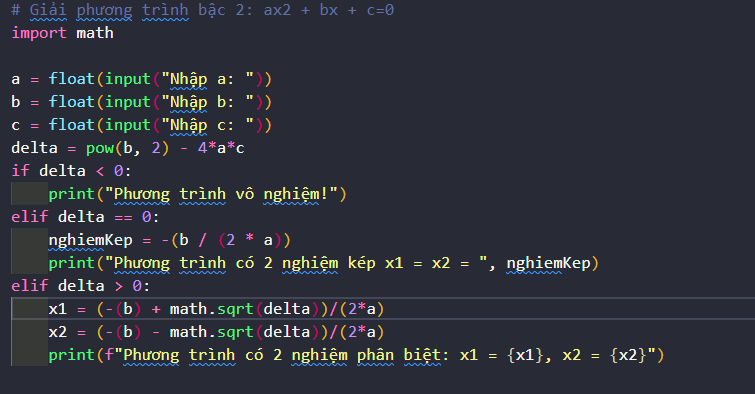 # Giải phương trình bậc 2: ax2 + bx + c=0
import math

a = float(input("Nhập a: "))
b = float(input("Nhập b: "))
c = float(input("Nhập c: "))
delta = pow(b, 2) - 4*a*c
if delta < 0:
    print("Phương trình vô nghiệm!")
elif delta == 0:
    nghiemKep = -(b / (2 * a))
    print("Phương trình có 2 nghiệm kép x1 = x2 = ", nghiemKep)
elif delta > 0:
    x1 = (-(b) + math.sqrt(delta))/(2*a)
    x2 = (-(b) - math.sqrt(delta))/(2*a)
    print(f"Phương trình có 2 nghiệm phân biệt: x1 = {x1}, x2 = {x2}")